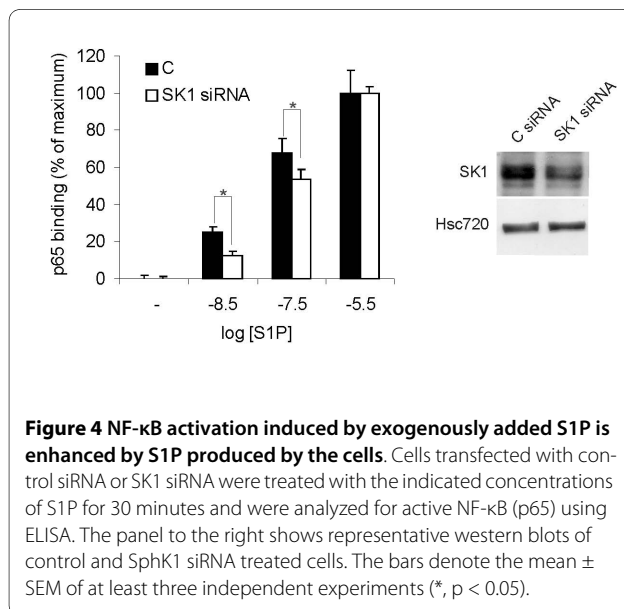 120
100
80
60
40
20
0
p65 binding (% of maximum)
C
SK1 siRNA
*
*
- -8.5 -7.5 -5.5
log [S1P]
C siRNA
SK1 siRNA
SK1
Hsc720
Figure 4 NF-κB activation induced by exogenously added S1P is
enhanced by S1P produced by the cells. Cells transfected with con-
trol siRNA or SK1 siRNA were treated with the indicated concentrations
of S1P for 30 minutes and were analyzed for active NF-κB (p65) using
ELISA. The panel to the right shows representative western blots of
control and SphK1 siRNA treated cells. The bars denote the mean ±
SEM of at least three independent experiments (*, p < 0.05).